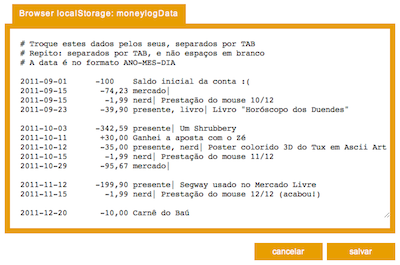 Browser localStorage: moneylogData
# Troque estes dados pelos seus, separados por TAB
# Repito: separados por TAB, e não espaços em branco
# A data é no formato ANO-MES-DIA
2011-09-01 -100 Saldo inicial da conta :(
2011-09-15 -74,23 mercado|
2011-09-15 -1,99 nerd| Prestação do mouse 10/12
2011-09-23 -39,90 presente, livro| Livro "Horóscopo dos Duendes"
2011-10-03 -342,59 presente| Um Shrubbery
2011-10-11 +30,00 Ganhei a aposta com o Zé
2011-10-12 -35,00 presente, nerd| Poster colorido 3D do Tux em Ascii Art
2011-10-15 -1,99 nerd| Prestação do mouse 11/12
2011-10-29 -95,67 mercado|
2011-11-12 -199,90 presente| Segway usado no Mercado Livre
2011-11-15 -1,99 nerd| Prestação do mouse 12/12 (acabou!)
2011-12-20 -10,00 Carnê do Baú
cancelar salvar